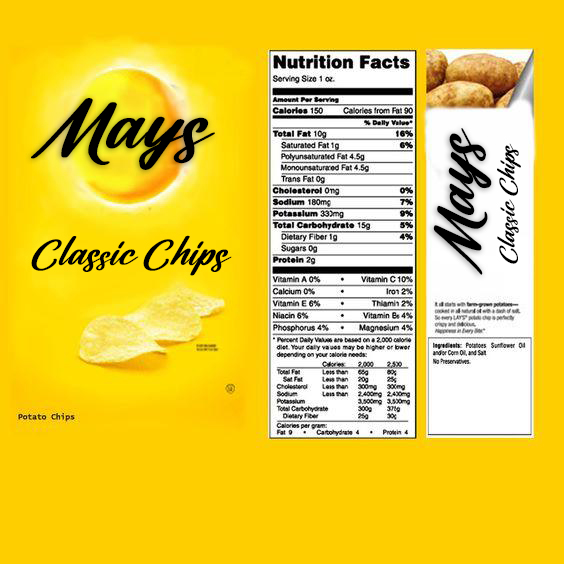 Mays
Classic Chips
Potato Chips
Nutrition Facts
Serving Size 1 oz.
Amount Per Serving
Calories 150 Calories from Fat 90
% Daily Value*
Total Fat 10g 16%
Saturated Fat 1g 6%
Polyunsaturated Fat 4.5g
Monounsaturated Fat 4.5g
Trans Fat 0g
Cholesterol 0mg 0%
Sodium 180mg 7%
Potassium 330mg 9%
Total Carbohydrate 15g 5%
Dietary Fiber 1g 4%
Sugars 0g
Protein 2g
Vitamin A 0% • Vitamin C 10%
Calcium 0% • Iron 2%
Vitamin E 6% • Thiamin 2%
Niacin 6% • Vitamin B6 4%
Phosphorus 4% • Magnesium 4%
* Percent Daily Values are based on a 2,000 calorie
diet. Your daily values may be higher or lower
depending on your calorie needs:
Calories: 2,000 2,500
Total Fat Less than 65g 80g
Sat Fat Less than 20g 25g
Cholesterol Less than 300mg 300mg
Sodium Less than 2,400mg 2,400mg
Potassium 3,500mg 3,500mg
Total Carbohydrate 300g 375g
Dietary Fiber 25g 30g
Calories per gram:
Fat 9 • Carbohydrate 4 • Protein 4
Mays
Classic Chips
It all starts with farm-grown potatoes—
cooked in all natural oil with a dash of salt.
So every LAY'S® potato chip is perfectly
crispy and delicious.
Happiness in Every Bite.®
Ingredients: Potatoes Sunflower Oil
and/or Corn Oil, and Salt
No Preservatives.